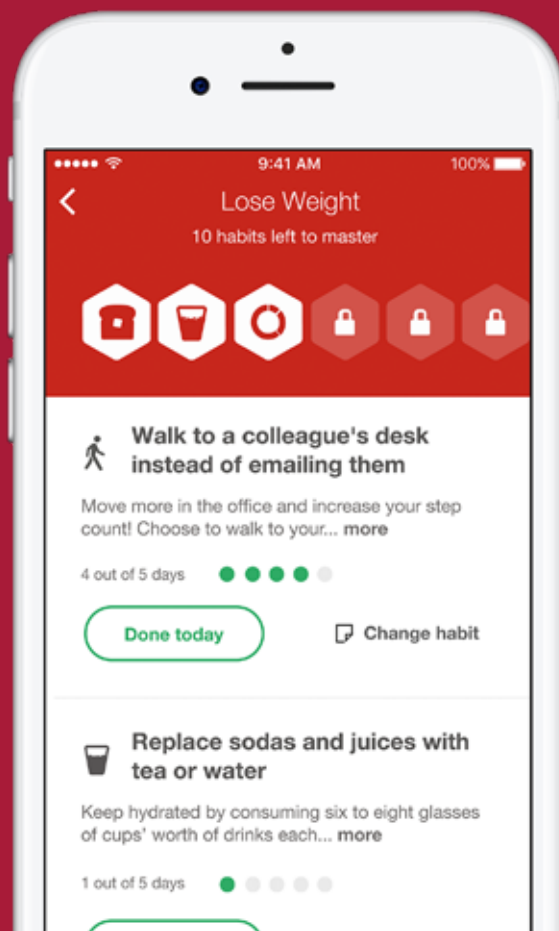 9:41 AM
100%
Lose Weight
10 habits left to master
Walk to a colleague's desk
instead of emailing them
Move more in the office and increase your step
count! Choose to walk to your... more
4 out of 5 days
Done today
Change habit
Replace sodas and juices with
tea or water
Keep hydrated by consuming six to eight glasses
of cups' worth of drinks each... more
1 out of 5 days